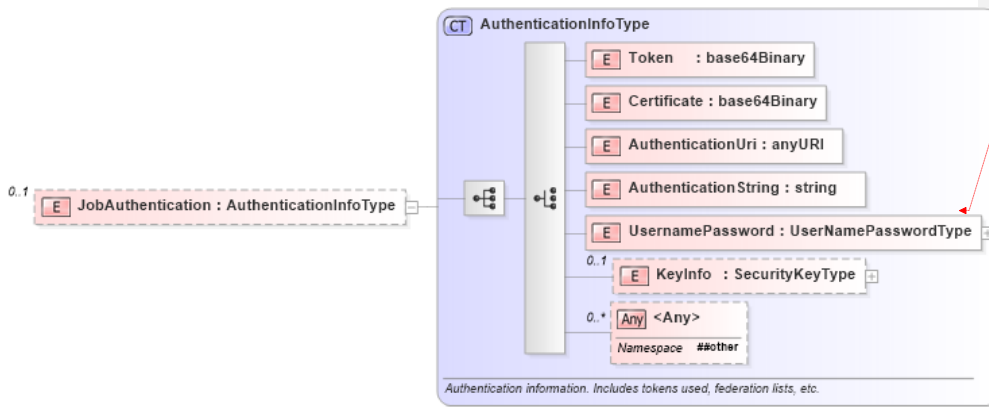 CT AuthenticationInfoType
E Token : base64Binary
E Certificate : base64Binary
E AuthenticationUri : anyURI
E AuthenticationString : string
0..1
E JobAuthentication : AuthenticationInfoType
E UsernamePassword : UserNamePasswordType
0..1
E KeyInfo : SecurityKeyType
0..*
Any <Any>
Namespace ##other
Authentication information. Includes tokens used, federation lists, etc.